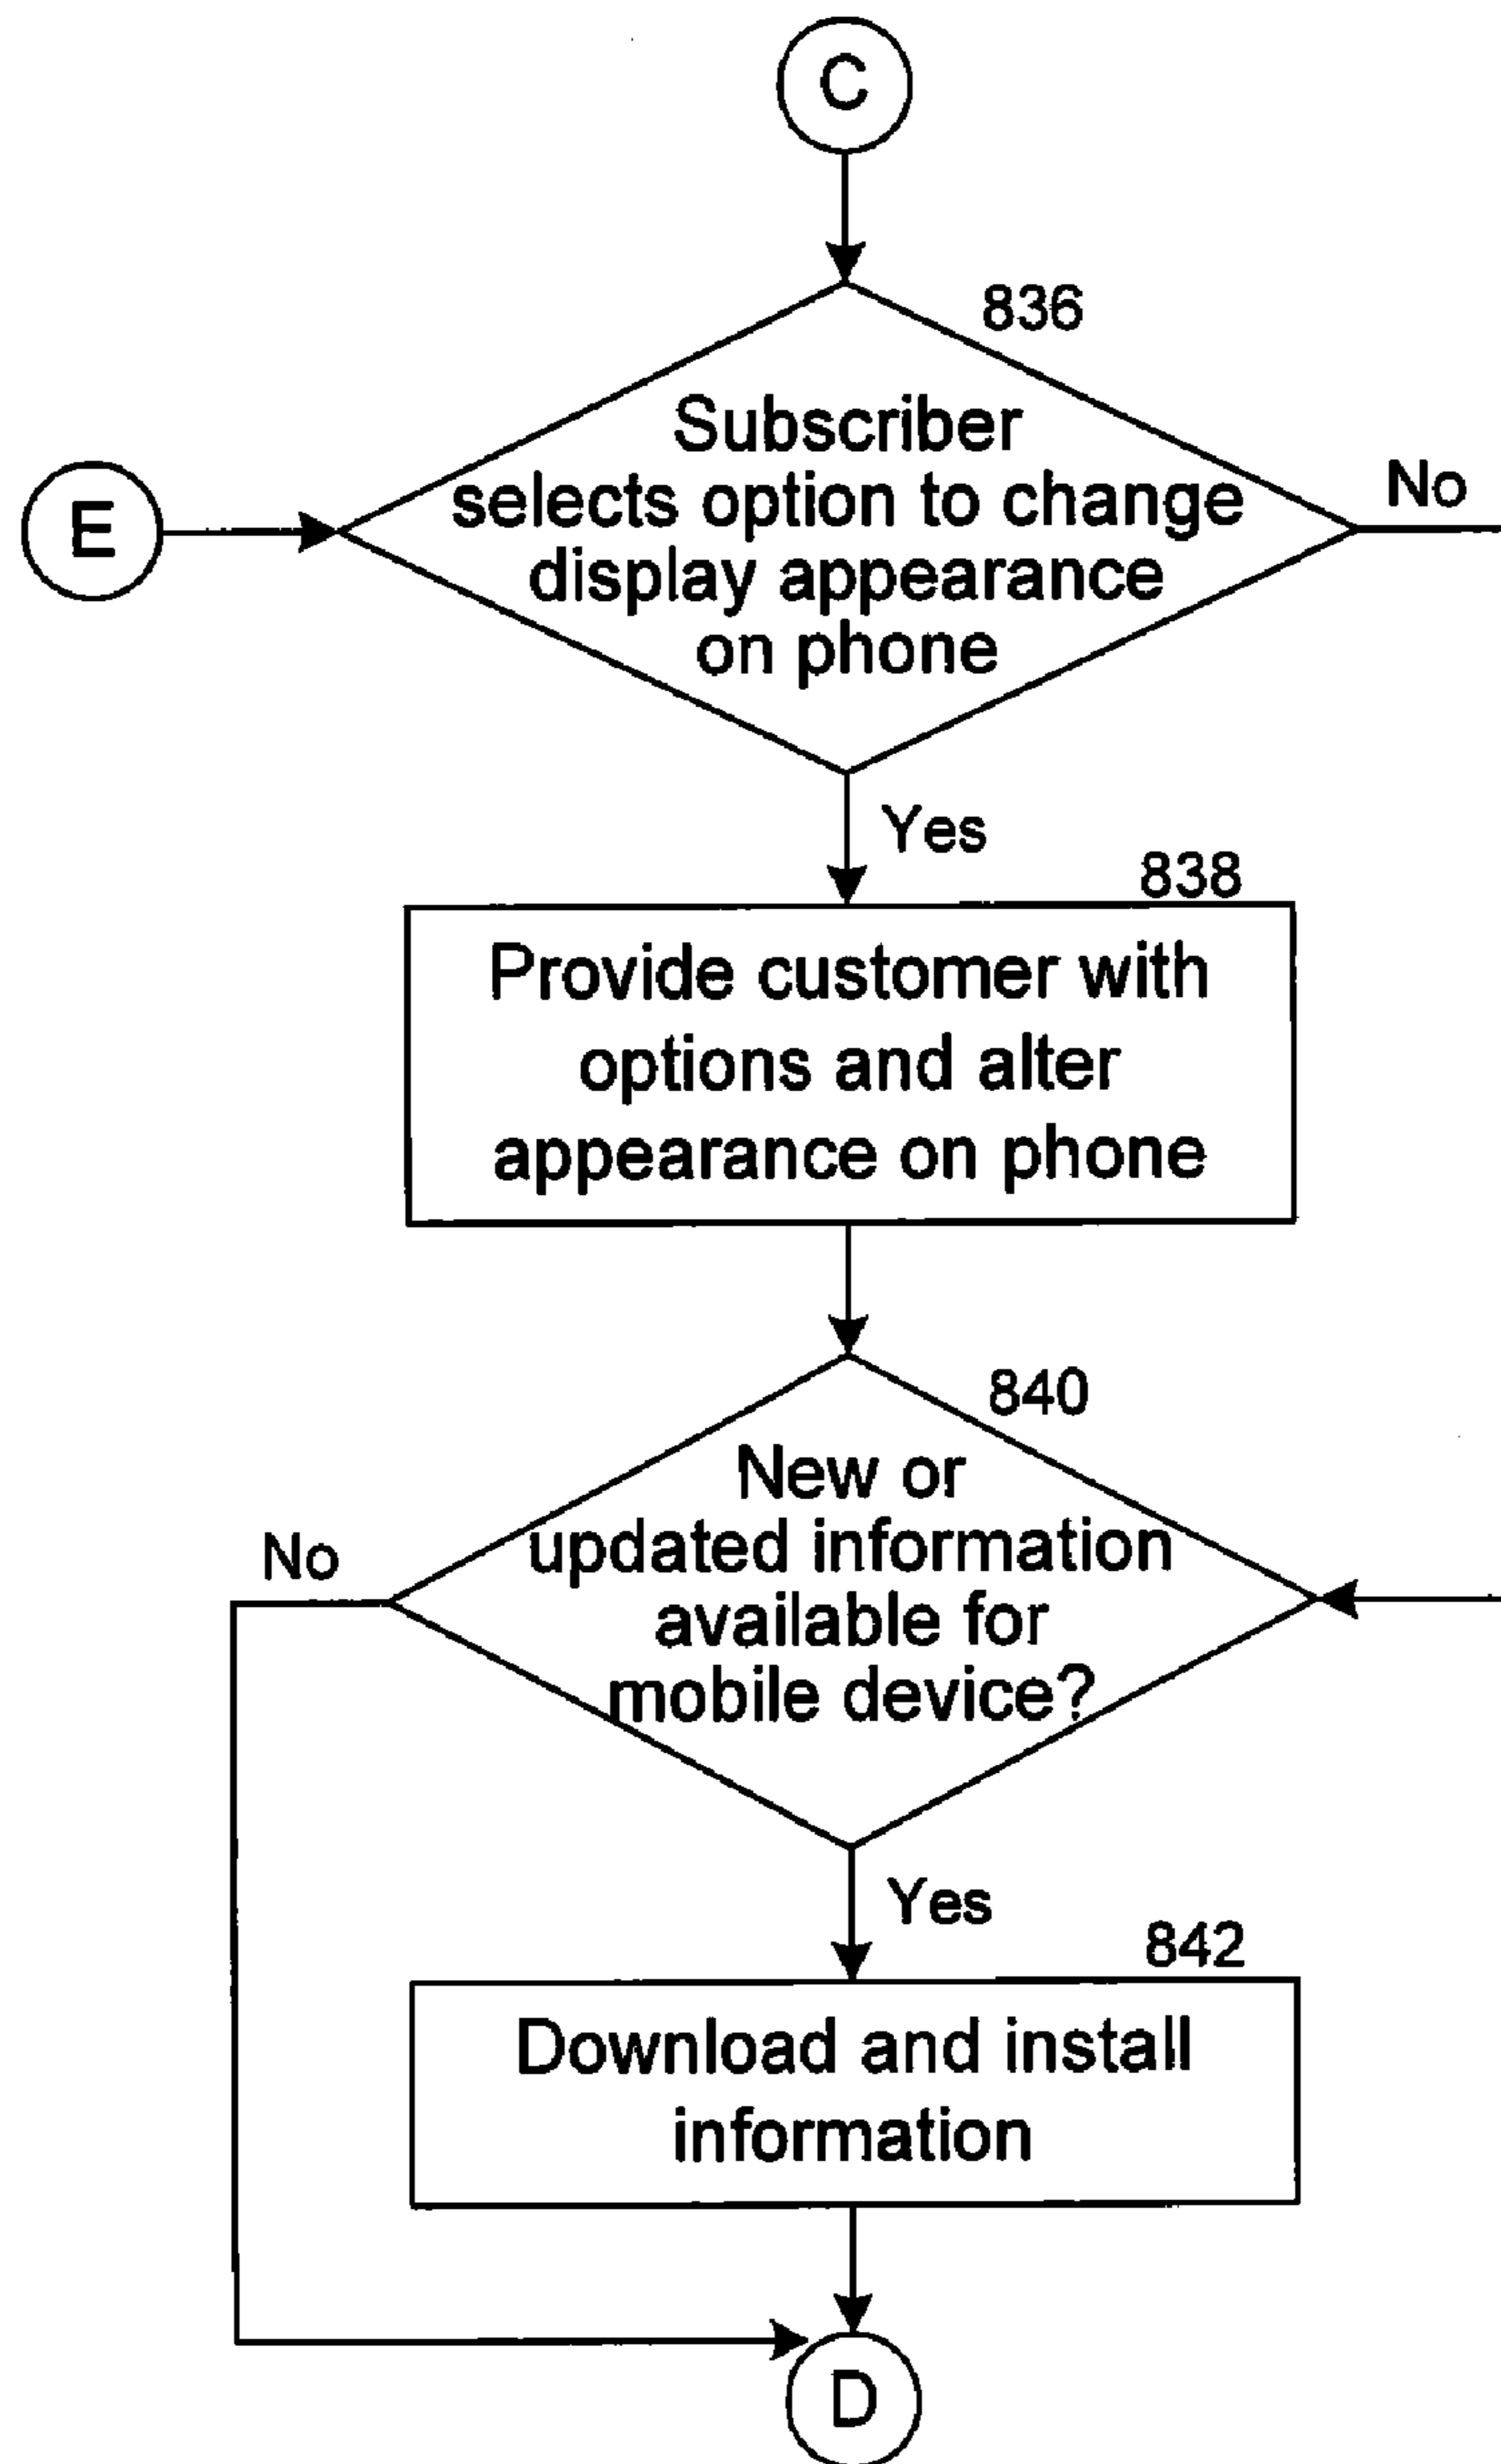 C
836
Subscriber
selects option to change
display appearance
on phone
E
No
Yes
838
Provide customer with
options and alter
appearance on phone
840
New or
updated information
available for
mobile device?
No
Yes
842
Download and install
information
D